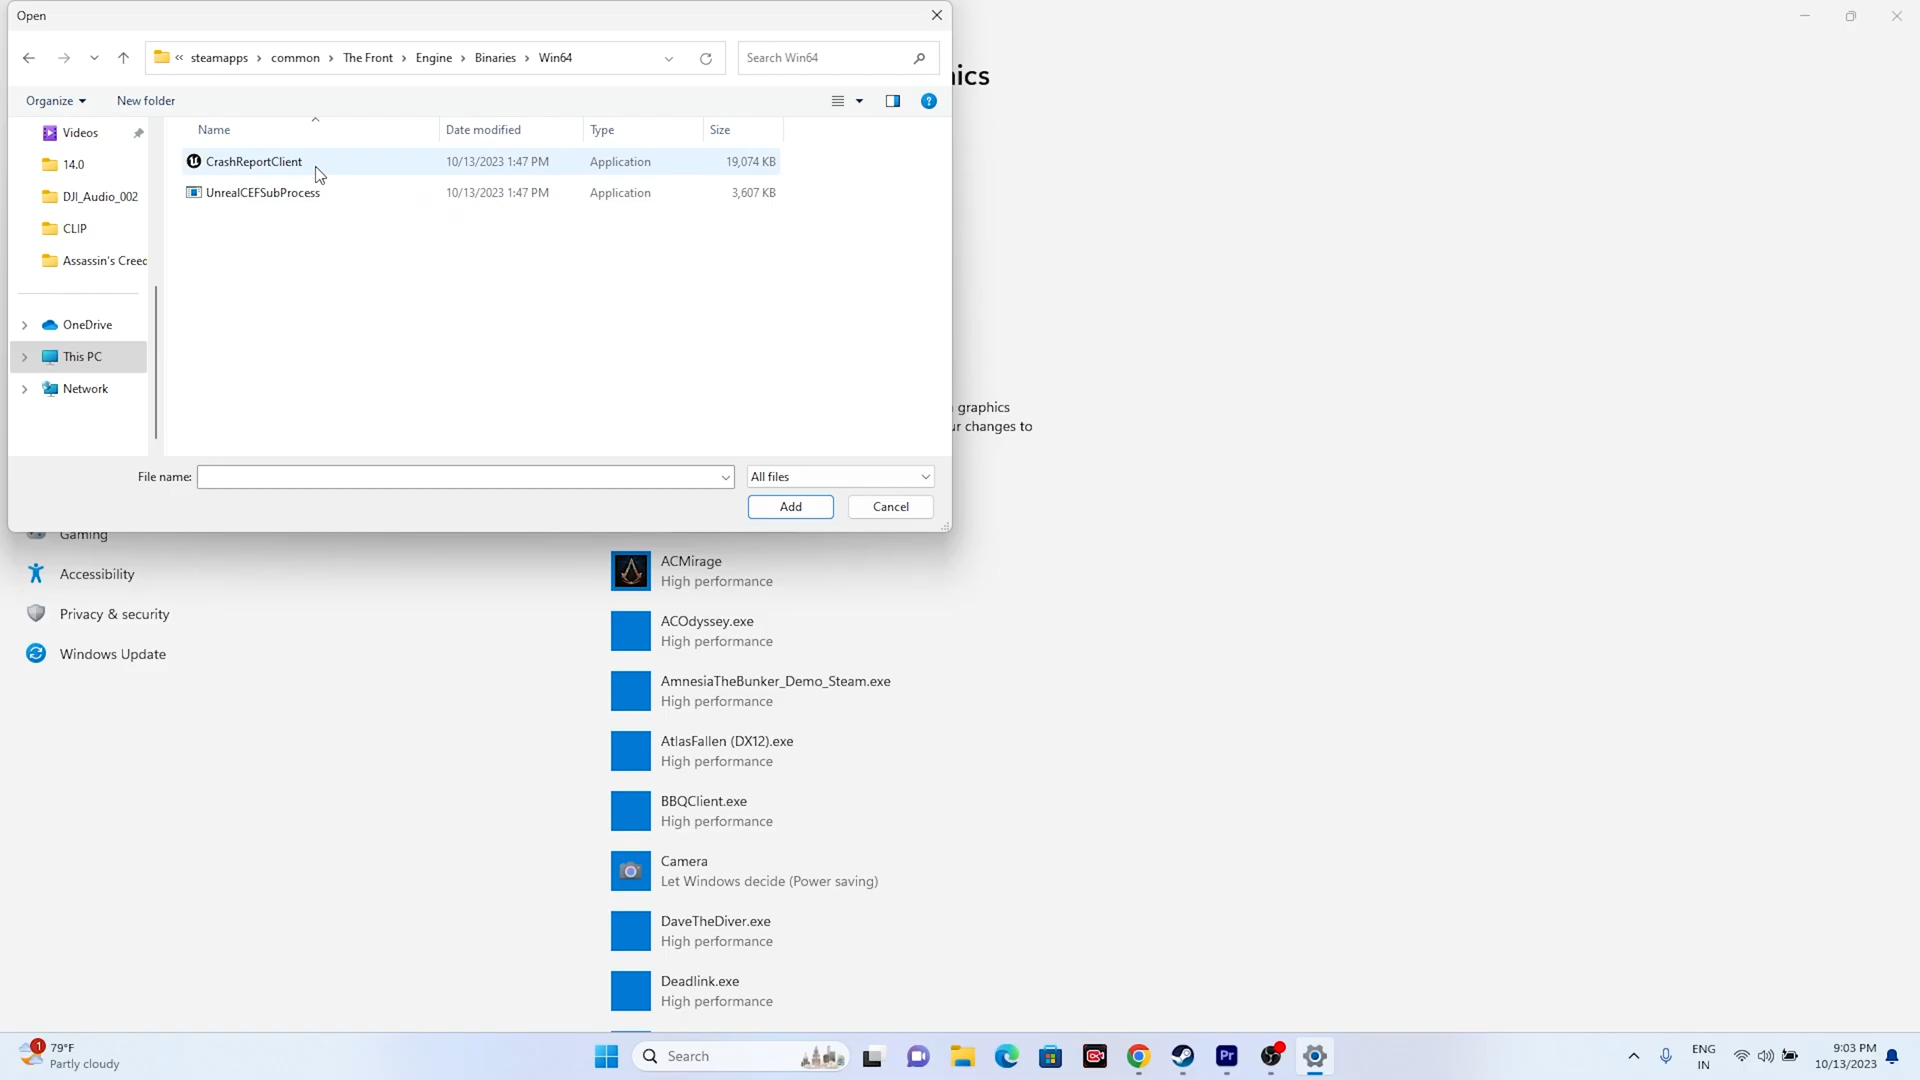 Open
« steamapps > common > The Front > Engine > Binaries > Win64
Search Win64
ics
Organize
New folder
Name
Date modified
Type
Size
Videos
14.0
DJI_Audio_002
CLIP
Assassin's Creed
OneDrive
This PC
Network
CrashReportClient
10/13/2023 1:47 PM
Application
19,074 KB
UnrealCEFSubProcess
10/13/2023 1:47 PM
Application
3,607 KB
graphics
ur changes to
File name:
All files
Add
Cancel
Gaming
Accessibility
Privacy & security
Windows Update
ACMirage
High performance
ACOdyssey.exe
High performance
AmnesiaTheBunker_Demo_Steam.exe
High performance
AtlasFallen (DX12).exe
High performance
BBQClient.exe
High performance
Camera
Let Windows decide (Power saving)
DaveTheDiver.exe
High performance
Deadlink.exe
High performance
1
79°F
Partly cloudy
Search
Pr
ENG
IN
9:03 PM
10/13/2023